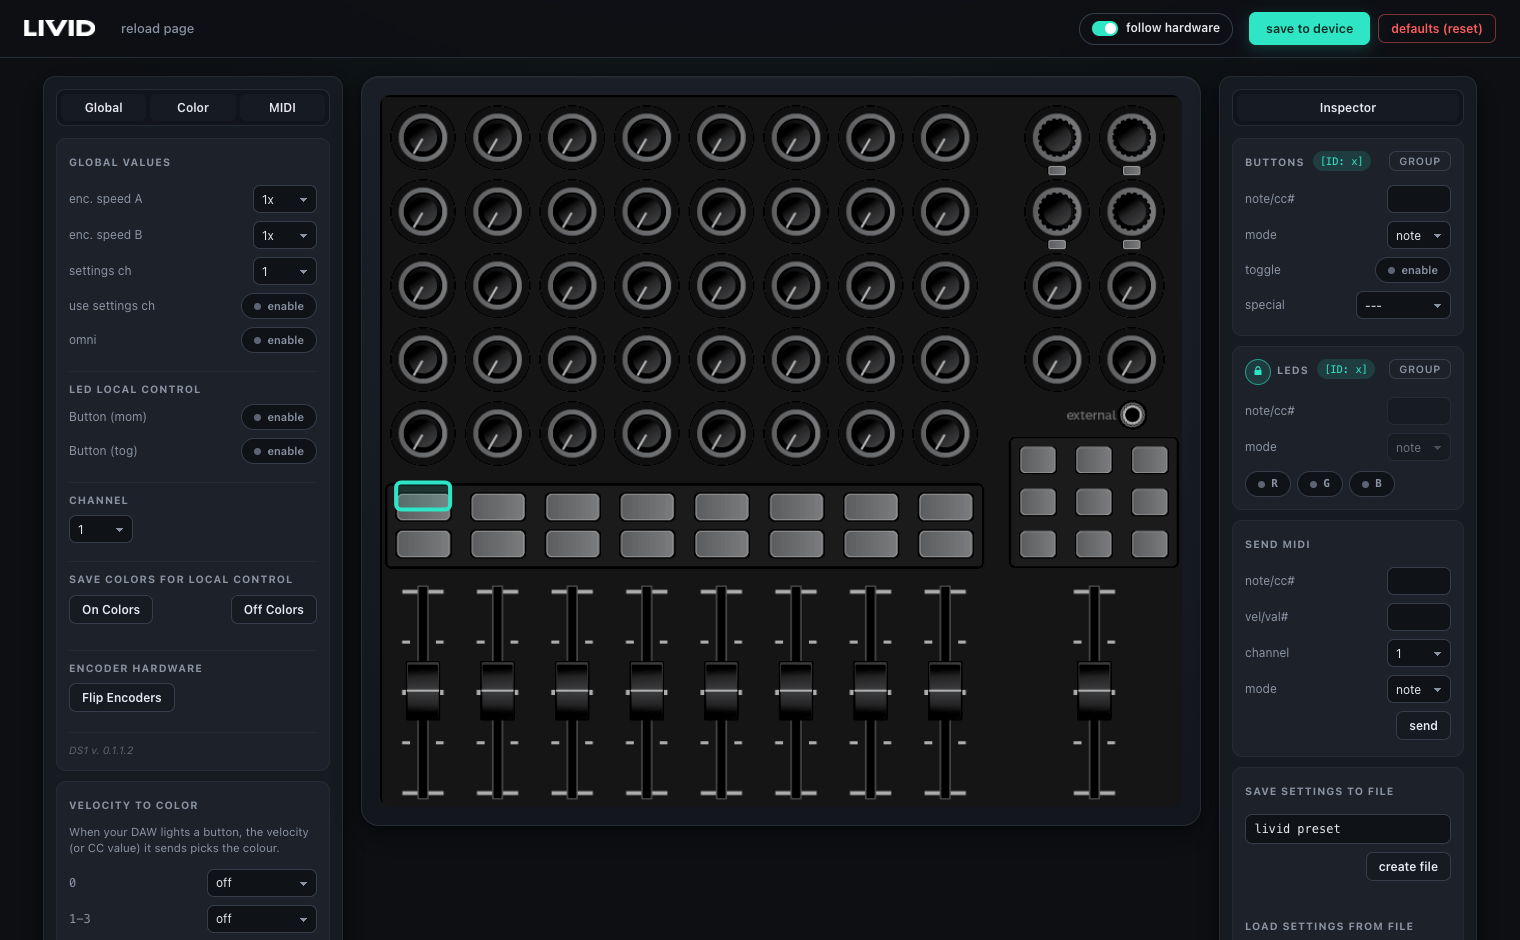 LIVID
reload page
follow hardware
save to device
defaults (reset)
Global
Color
MIDI
GLOBAL VALUES
enc. speed A
1x
enc. speed B
1x
settings ch
1
use settings ch
enable
omni
enable
LED LOCAL CONTROL
Button (mom)
enable
Button (tog)
enable
CHANNEL
1
SAVE COLORS FOR LOCAL CONTROL
On Colors
Off Colors
ENCODER HARDWARE
Flip Encoders
DS1 v. 0.1.1.2
VELOCITY TO COLOR
When your DAW lights a button, the velocity
(or CC value) it sends picks the colour.
0
off
1–3
off
external
Inspector
BUTTONS
[ID: x]
GROUP
note/cc#
mode
note
toggle
enable
special
---
LEDS
[ID: x]
GROUP
note/cc#
mode
note
R
G
B
SEND MIDI
note/cc#
vel/val#
channel
1
mode
note
send
SAVE SETTINGS TO FILE
livid preset
create file
LOAD SETTINGS FROM FILE